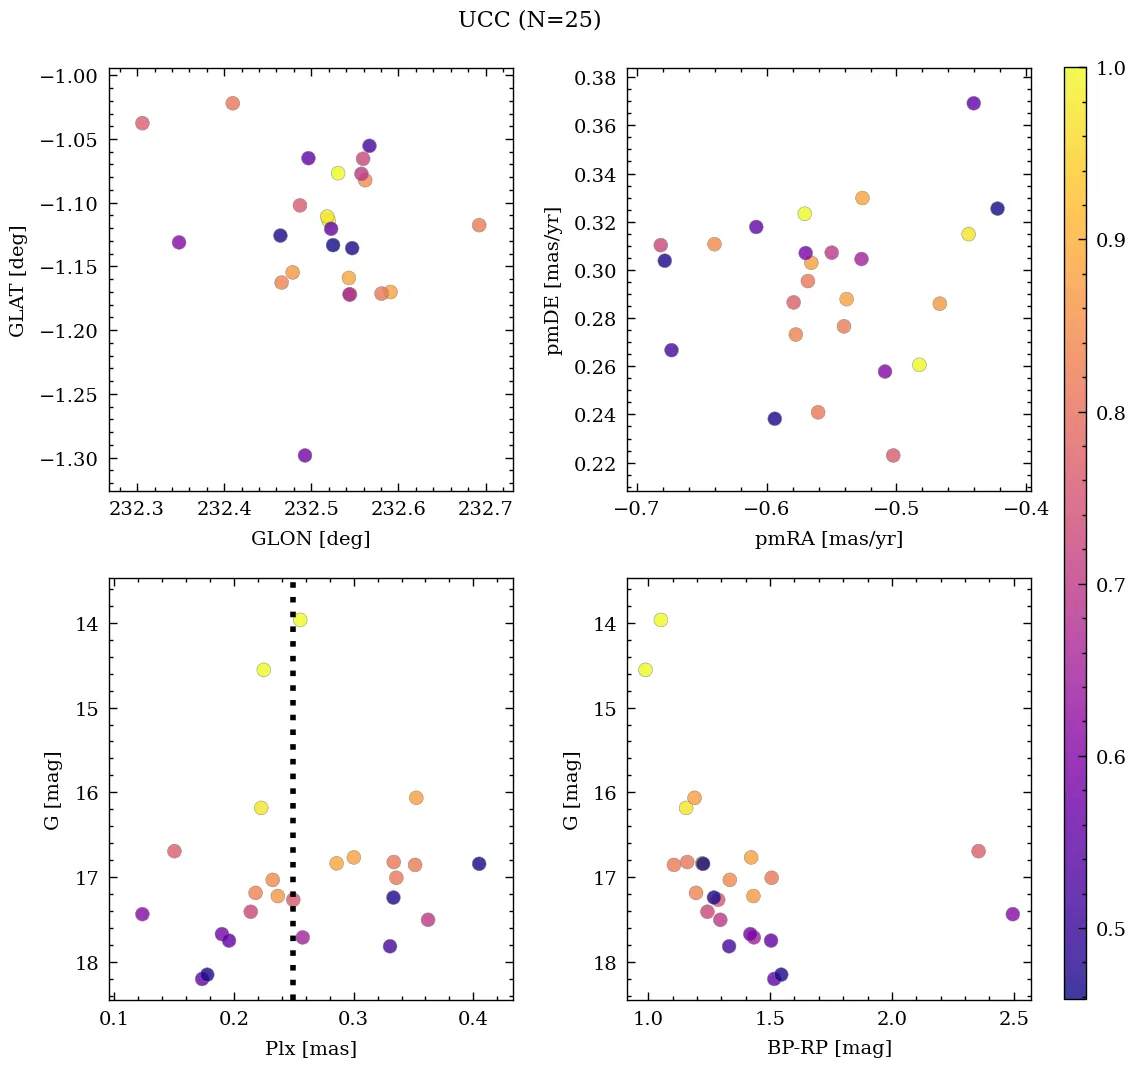 UCC (N=25)
−1.00
−1.05
−1.10
−1.15
−1.20
−1.25
−1.30
GLAT [deg]
232.3 232.4 232.5 232.6 232.7
GLON [deg]
0.38
0.36
0.34
0.32
0.30
0.28
0.26
0.24
0.22
pmDE [mas/yr]
−0.7 −0.6 −0.5 −0.4
pmRA [mas/yr]
14
15
16
17
18
G [mag]
0.1 0.2 0.3 0.4
Plx [mas]
14
15
16
17
18
G [mag]
1.0 1.5 2.0 2.5
BP-RP [mag]
1.0
0.9
0.8
0.7
0.6
0.5